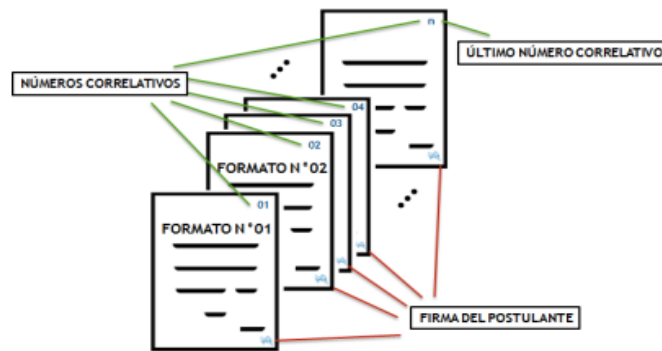 n
ÚLTIMO NÚMERO CORRELATIVO
NÚMEROS CORRELATIVOS
04
03
02
FORMATO N°02
01
FORMATO N°01
FIRMA DEL POSTULANTE